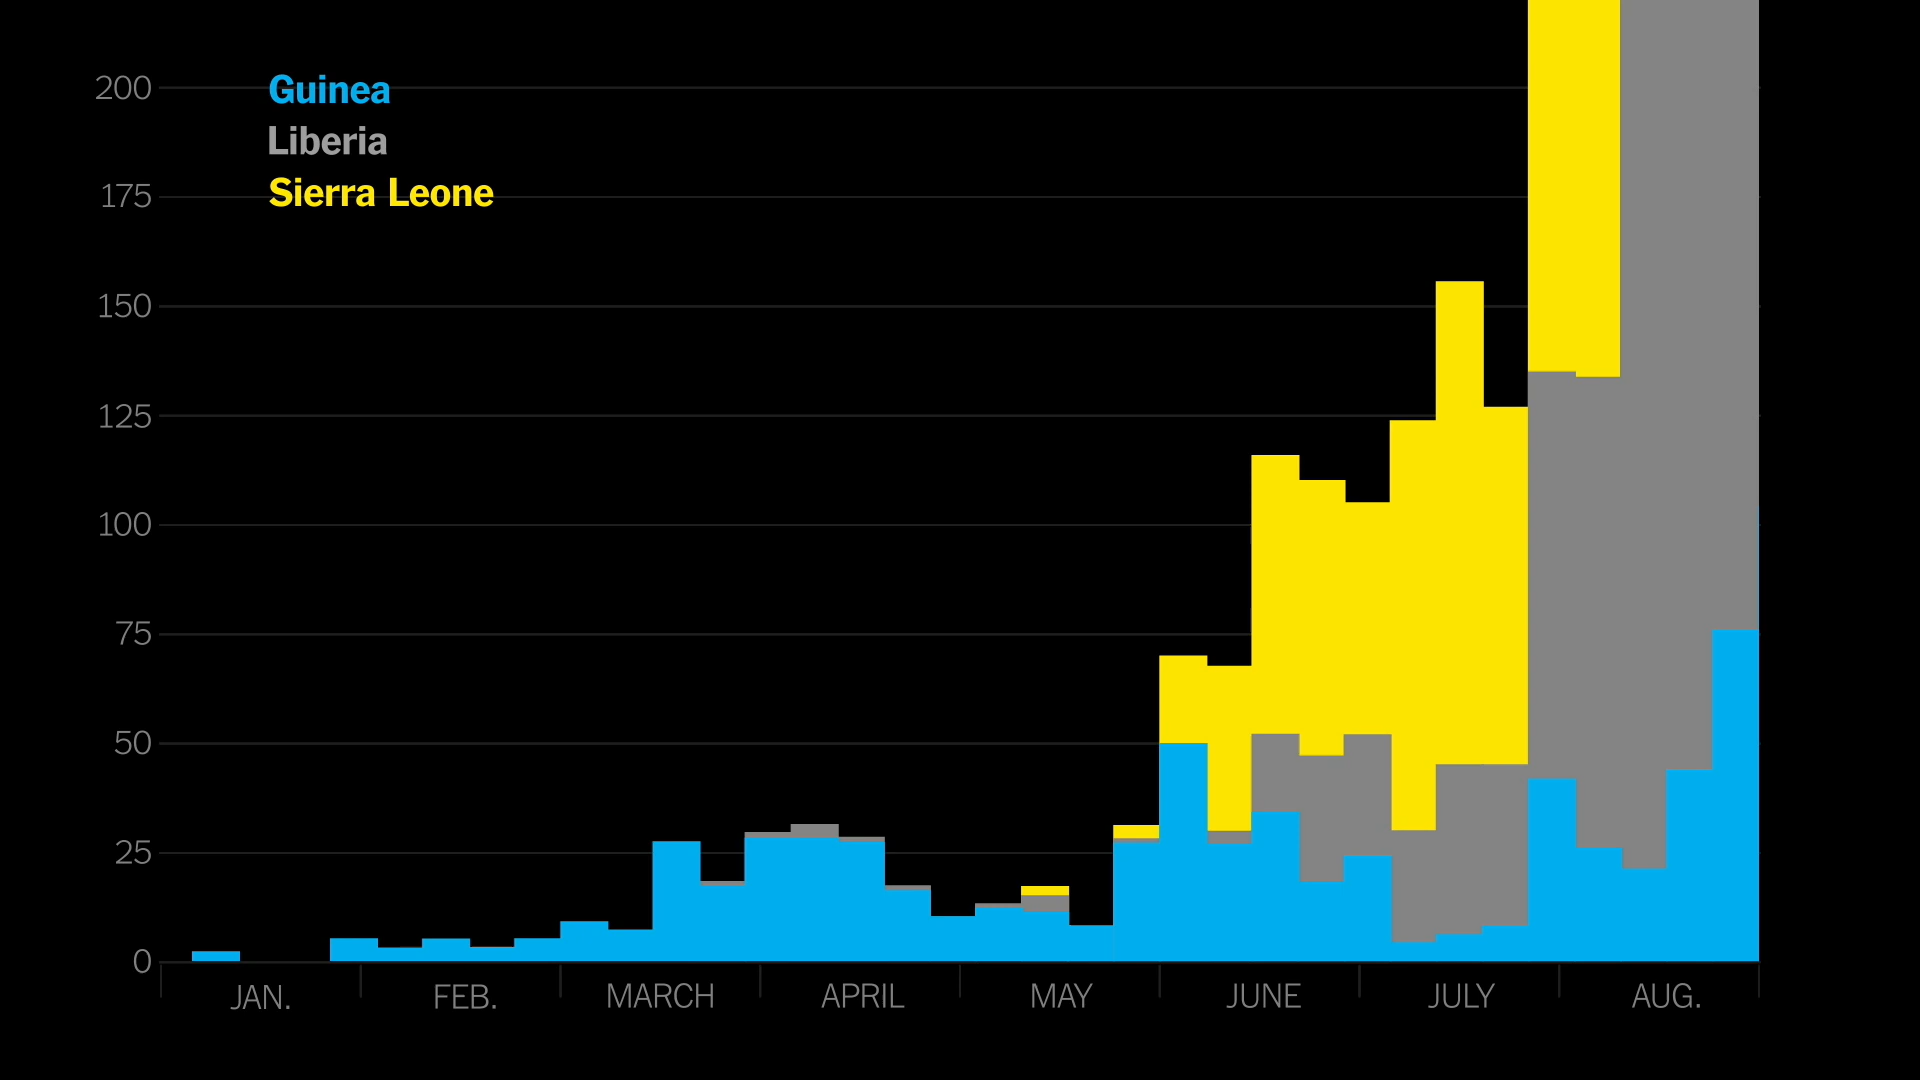 Guinea
Liberia
Sierra Leone
200
175
150
125
100
75
50
25
0
JAN. FEB. MARCH APRIL MAY JUNE JULY AUG.